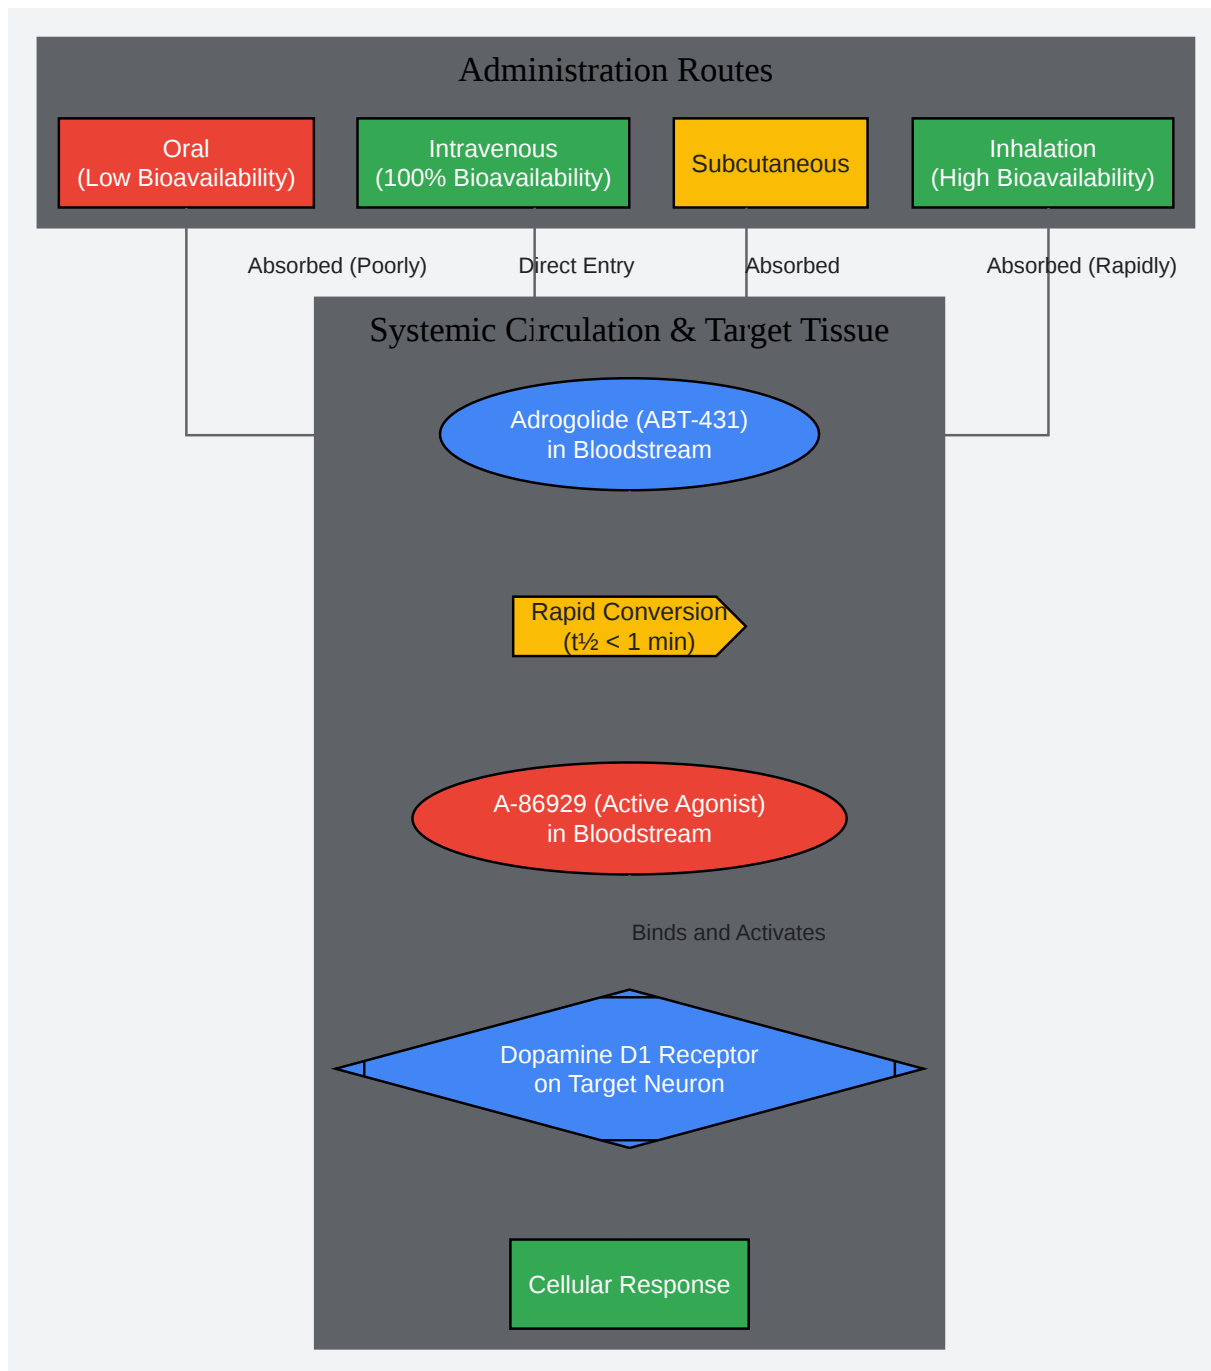 Administration Routes
Oral
(Low Bioavailability)
Intravenous
(100% Bioavailability)
Subcutaneous
Inhalation
(High Bioavailability)
Absorbed (Poorly)
Direct Entry
Absorbed
Absorbed (Rapidly)
Systemic Circulation & Target Tissue
Adrogolide (ABT-431)
in Bloodstream
Rapid Conversion
(t½ < 1 min)
A-86929 (Active Agonist)
in Bloodstream
Binds and Activates
Dopamine D1 Receptor
on Target Neuron
Cellular Response